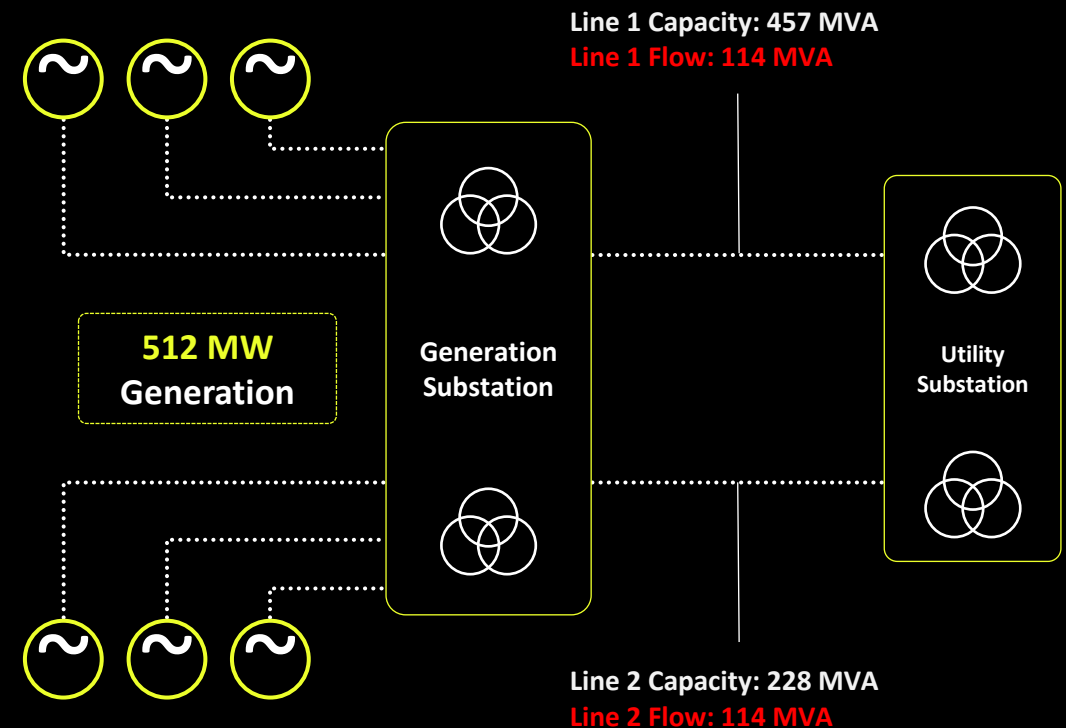 Line 1 Capacity: 457 MVA
Line 1 Flow: 114 MVA
512 MW
Generation
Generation
Substation
Utility
Substation
Line 2 Capacity: 228 MVA
Line 2 Flow: 114 MVA